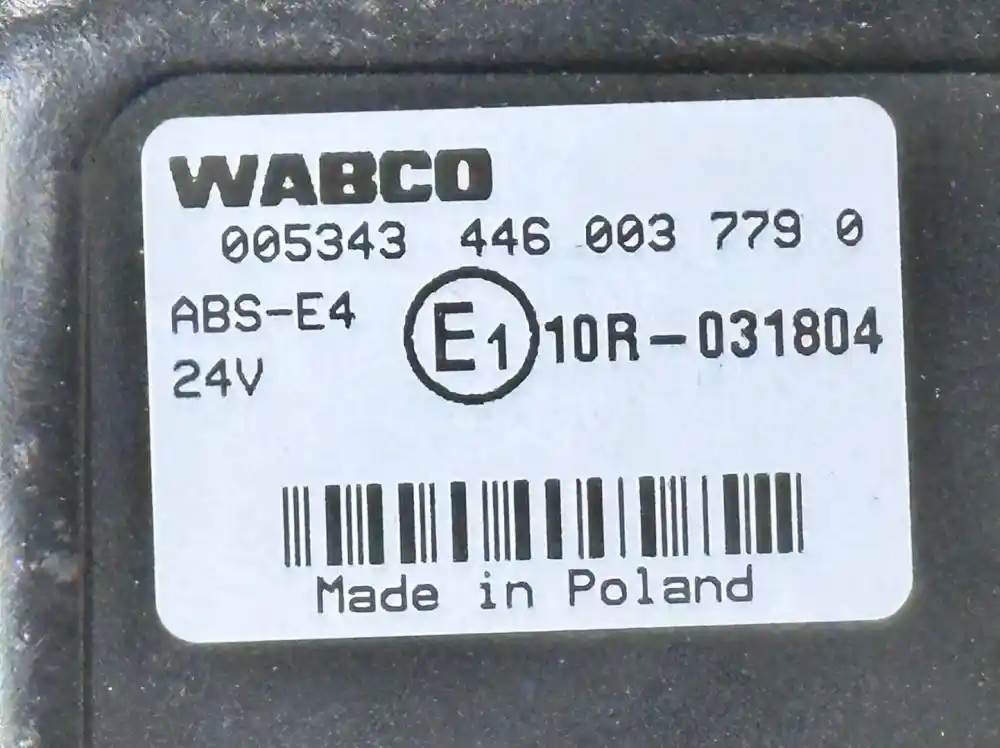 WABCO
005343 446 003 779 0
ABS-E4
24V
E1 10R-031804
Made in Poland